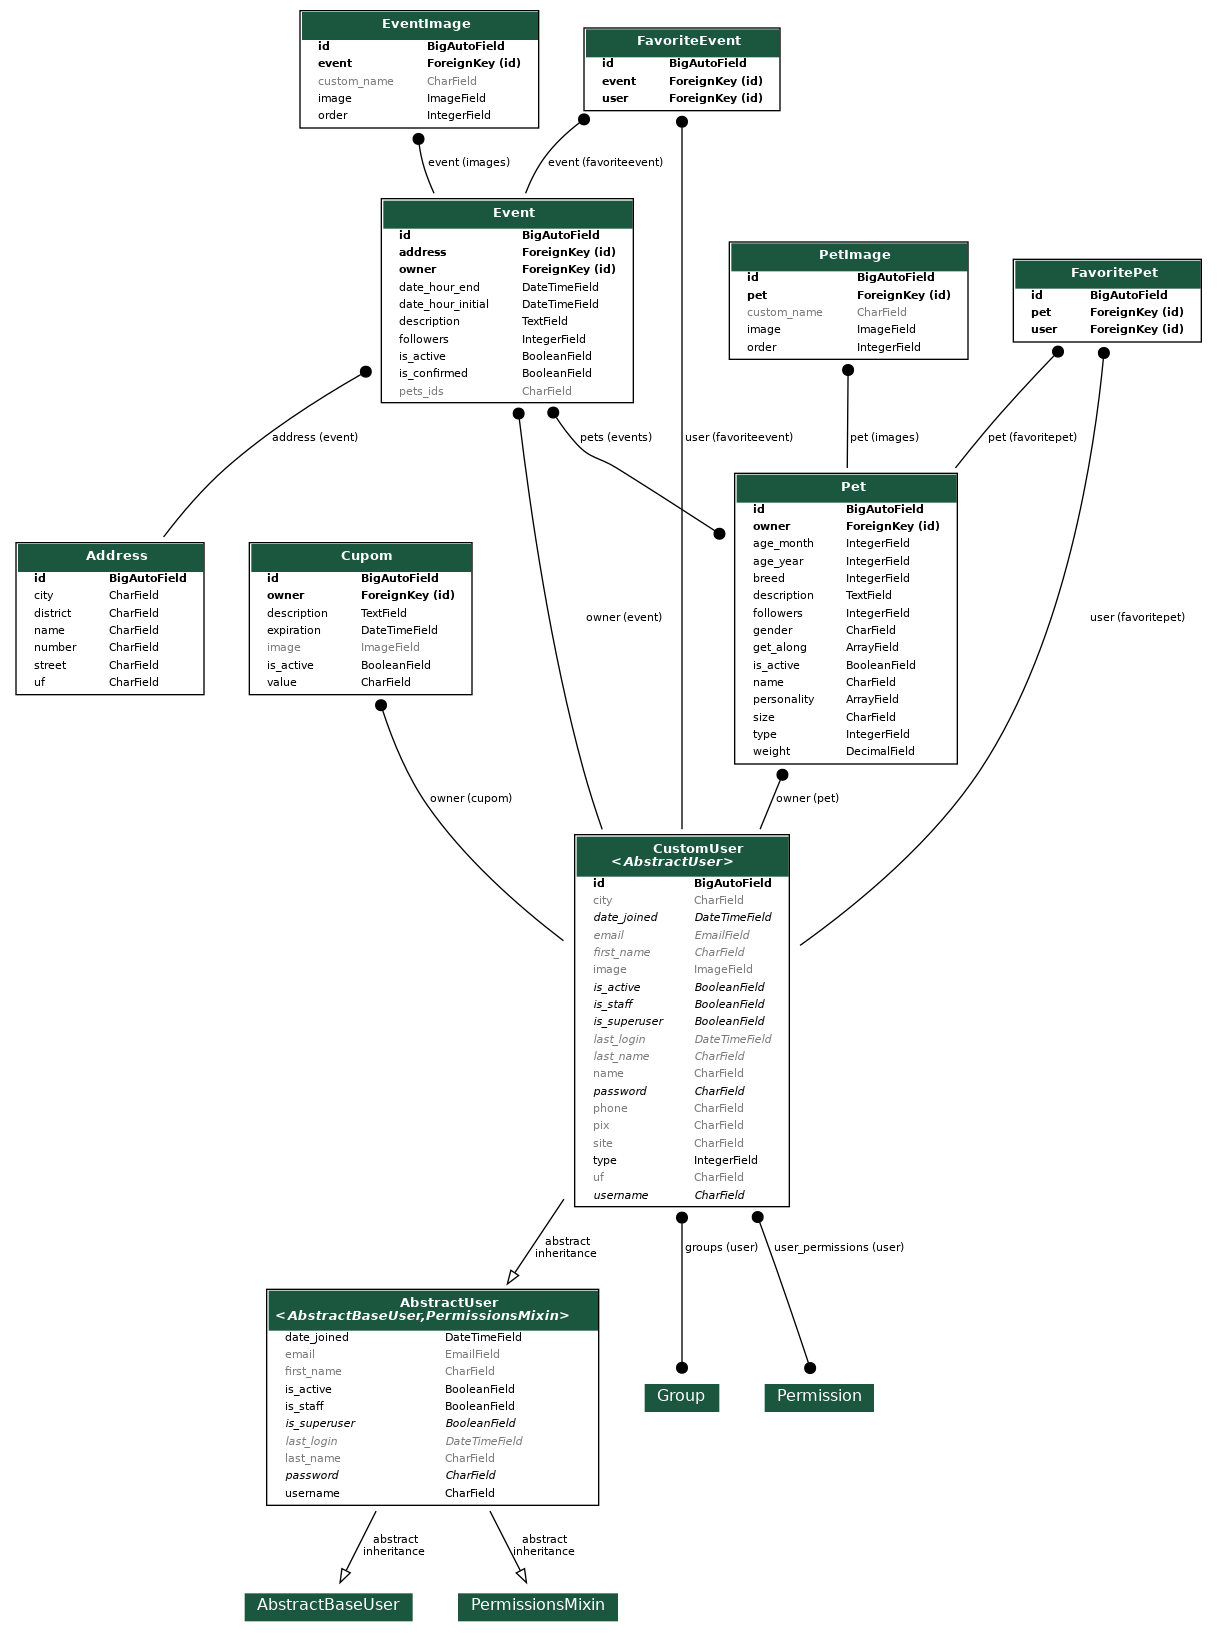 EventImage
id BigAutoField
event ForeignKey (id)
custom_name CharField
image ImageField
order IntegerField
FavoriteEvent
id BigAutoField
event ForeignKey (id)
user ForeignKey (id)
event (images)
event (favoriteevent)
Event
id BigAutoField
address ForeignKey (id)
owner ForeignKey (id)
date_hour_end DateTimeField
date_hour_initial DateTimeField
description TextField
followers IntegerField
is_active BooleanField
is_confirmed BooleanField
pets_ids CharField
PetImage
id BigAutoField
pet ForeignKey (id)
custom_name CharField
image ImageField
order IntegerField
FavoritePet
id BigAutoField
pet ForeignKey (id)
user ForeignKey (id)
address (event)
pets (events)
user (favoriteevent)
pet (images)
pet (favoritepet)
Address
id BigAutoField
city CharField
district CharField
name CharField
number CharField
street CharField
uf CharField
Cupom
id BigAutoField
owner ForeignKey (id)
description TextField
expiration DateTimeField
image ImageField
is_active BooleanField
value CharField
Pet
id BigAutoField
owner ForeignKey (id)
age_month IntegerField
age_year IntegerField
breed IntegerField
description TextField
followers IntegerField
gender CharField
get_along ArrayField
is_active BooleanField
name CharField
personality ArrayField
size CharField
type IntegerField
weight DecimalField
owner (event)
user (favoritepet)
owner (cupom)
owner (pet)
CustomUser
<AbstractUser>
id BigAutoField
city CharField
date_joined DateTimeField
email EmailField
first_name CharField
image ImageField
is_active BooleanField
is_staff BooleanField
is_superuser BooleanField
last_login DateTimeField
last_name CharField
name CharField
password CharField
phone CharField
pix CharField
site CharField
type IntegerField
uf CharField
username CharField
abstract
inheritance
groups (user)
user_permissions (user)
AbstractUser
<AbstractBaseUser,PermissionsMixin>
date_joined DateTimeField
email EmailField
first_name CharField
is_active BooleanField
is_staff BooleanField
is_superuser BooleanField
last_login DateTimeField
last_name CharField
password CharField
username CharField
Group
Permission
abstract
inheritance
abstract
inheritance
AbstractBaseUser
PermissionsMixin